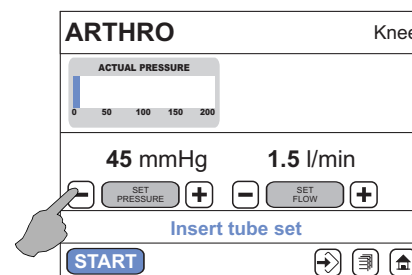 ARTHRO Knee
ACTUAL PRESSURE
0 50 100 150 200
45 mmHg 1.5 l/min
SET PRESSURE
SET FLOW
Insert tube set
START